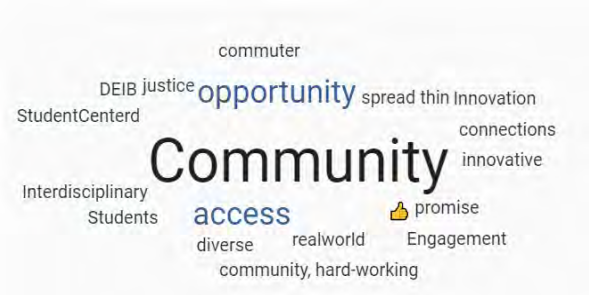 commuter
DEIB justice opportunity spread thin Innovation
StudentCenterd
connections
Community innovative
Interdisciplinary
Students access 👍 promise
diverse realworld Engagement
community, hard-working